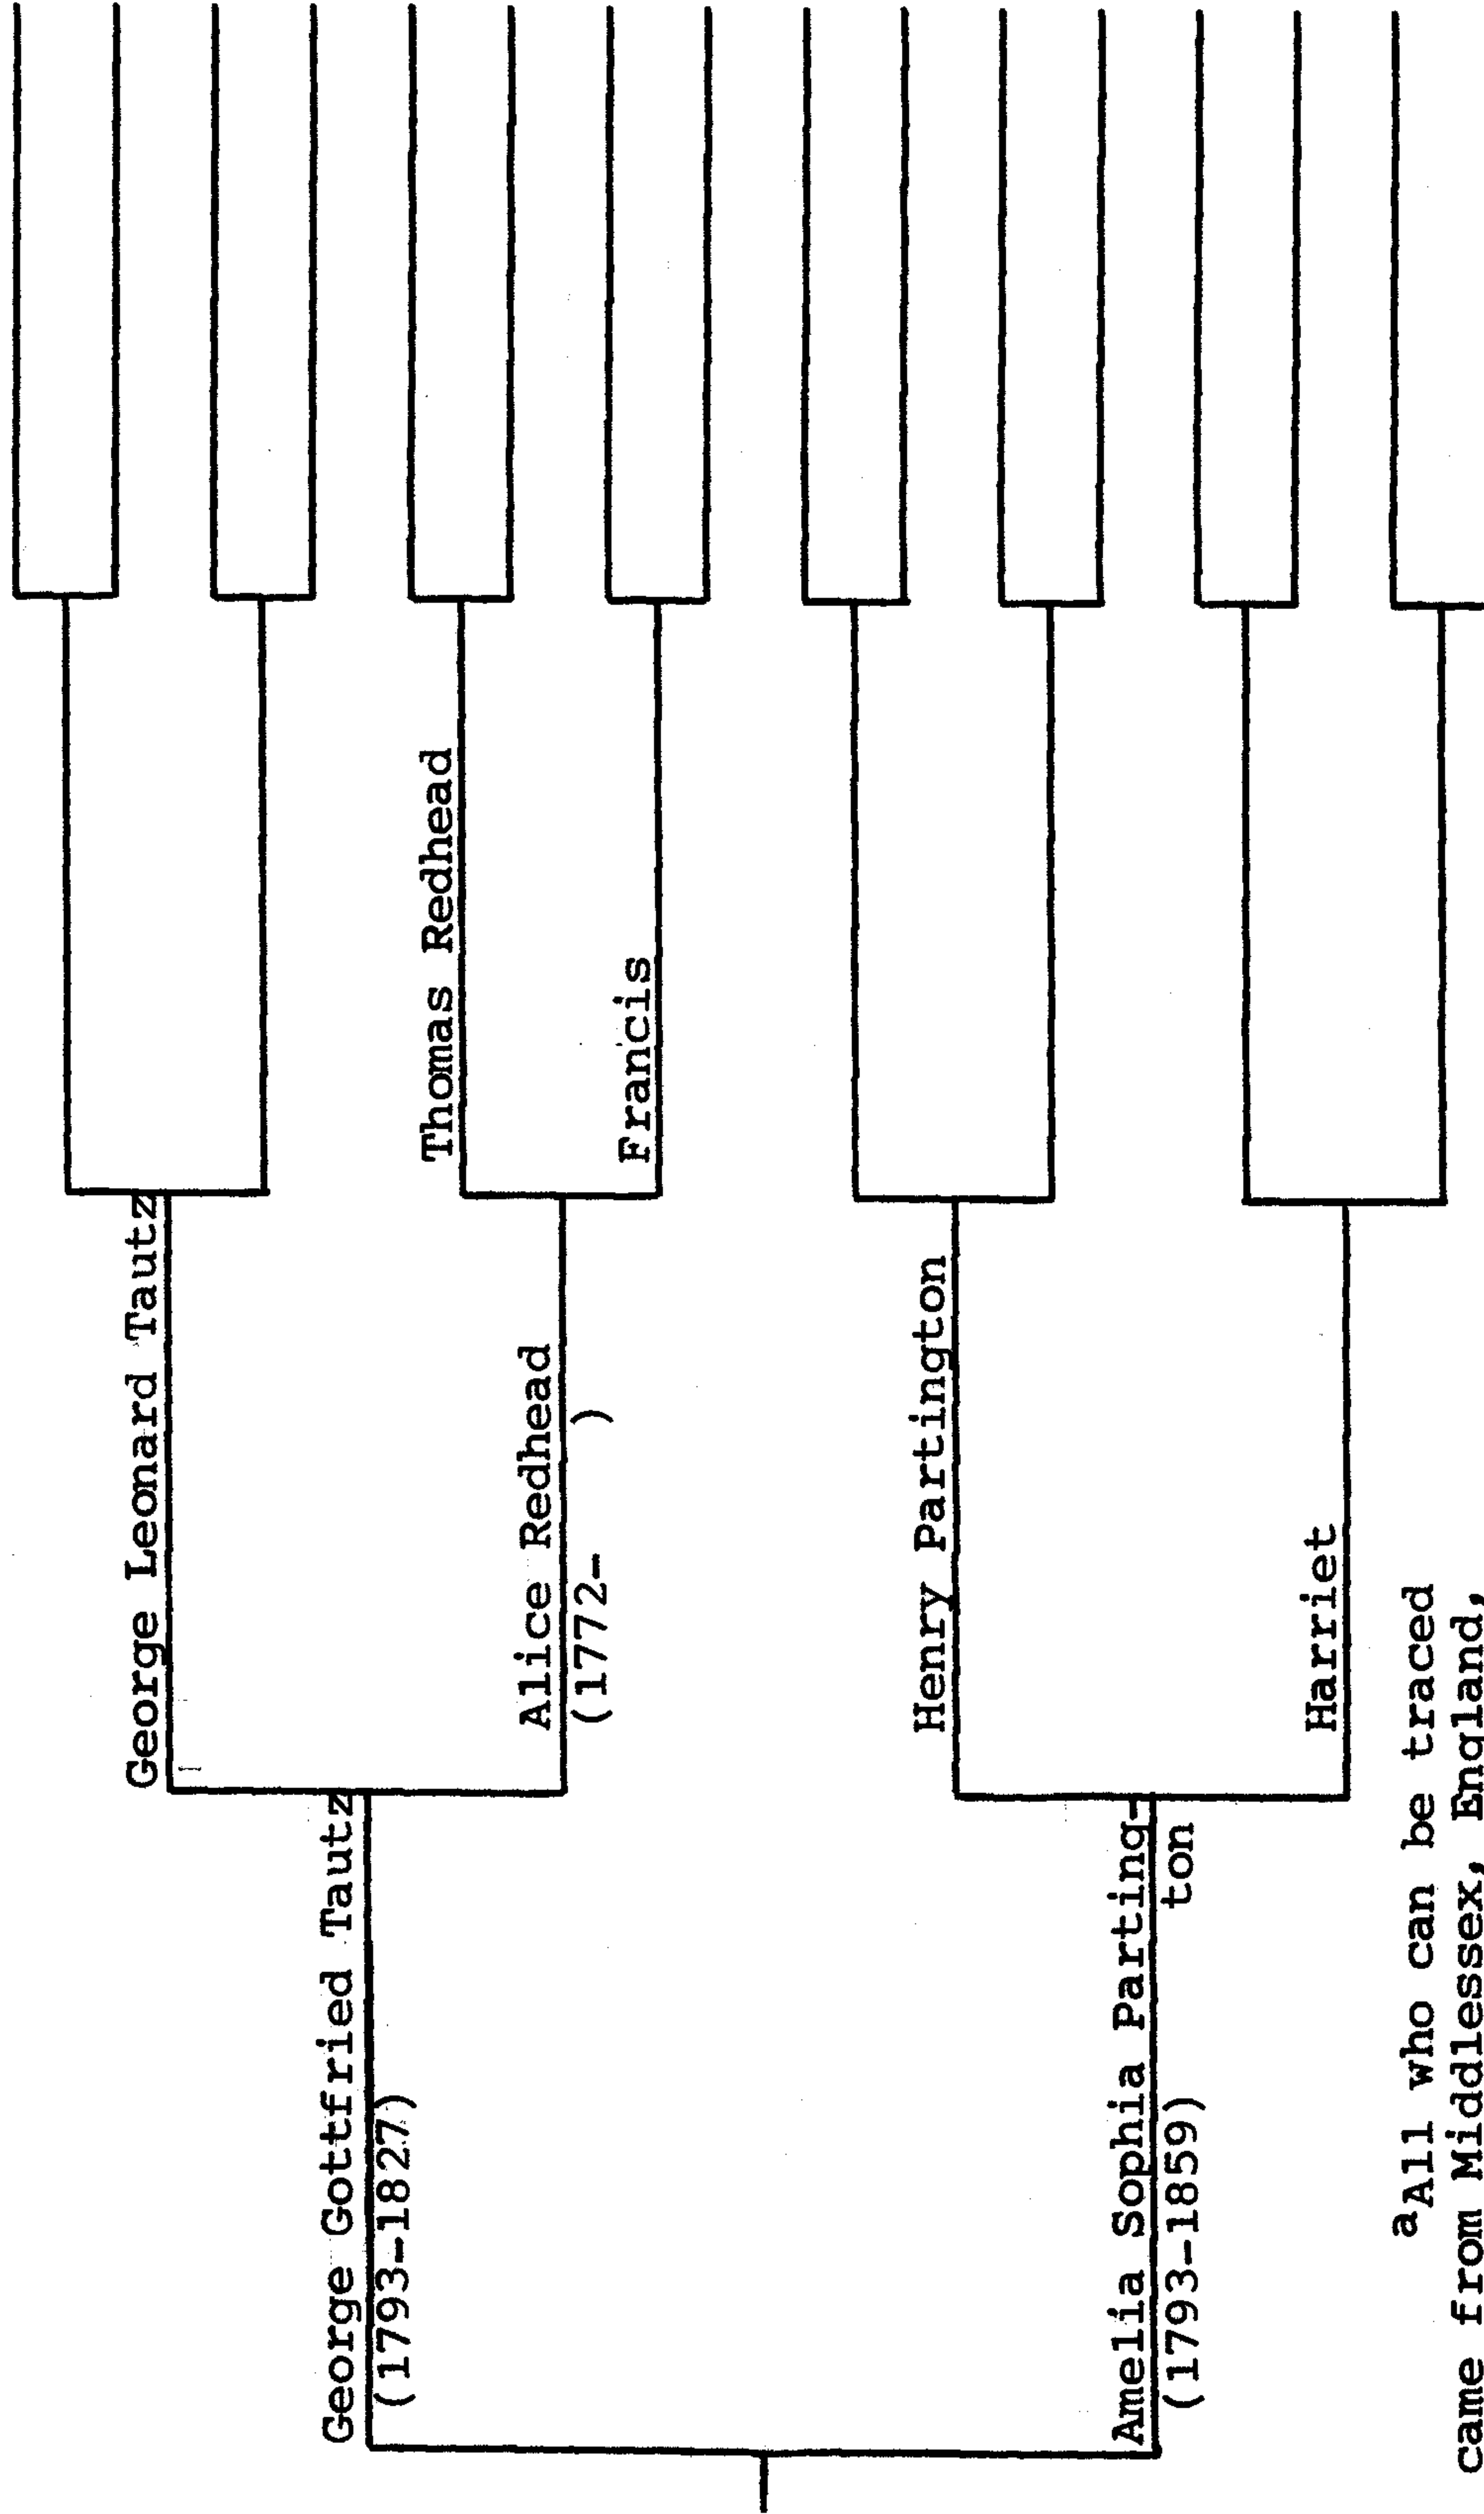 George Leonard Tautz
George Gottfried Tautz
(1793-1827)
Thomas Redhead
Alice Redhead
(1772-     )
Francis
Henry Partington
Amelia Sophia Parting-
ton
(1793-1859)
Harriet
aAll who can be traced
came from Middlessex, England,